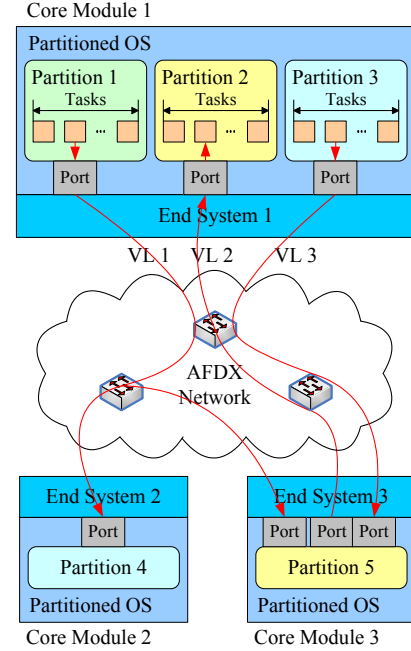 Core Module 1
Partitioned OS
Partition 1
Partition 2
Partition 3
Tasks
Tasks
Tasks
...
...
...
Port
Port
Port
End System 1
VL 1
VL 2
VL 3
AFDX
Network
End System 2
End System 3
Port
Port
Port
Port
Partition 4
Partition 5
Partitioned OS
Partitioned OS
Core Module 2
Core Module 3